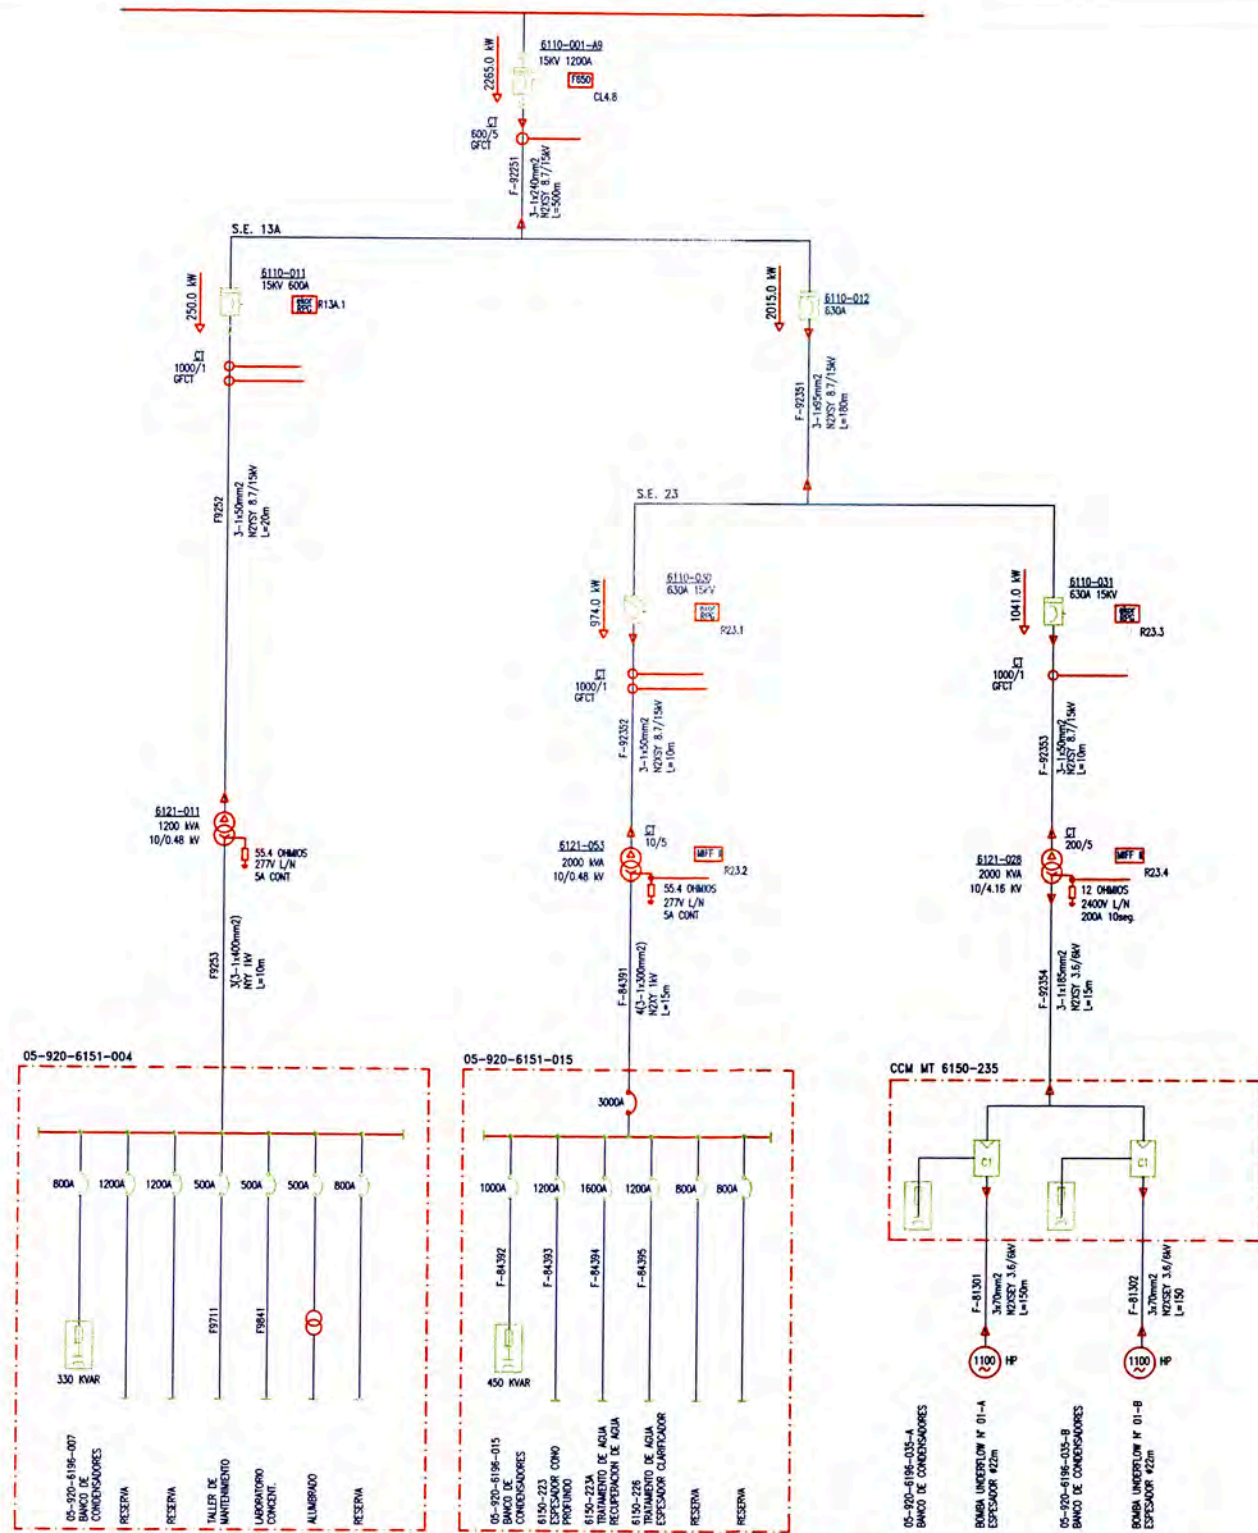 2265.0 kW
6110-001-A9
15KV 1200A
F650
CL4.8
CT
600/5
GFCT
F-92251
3-1x240mm2
N2XSY 8.7/15kV
L=500m
S.E. 13A
250.0 kW
6110-011
15KV 600A
R13A.1
CT
1000/1
GFCT
2015.0 kW
6110-012
630A
F-92351
3-1x95mm2
N2XSY 8.7/15kV
L=180m
F9252
3-1x50mm2
N2YSY 8.7/15kV
L=20m
S.E. 23
974.0 kW
6110-030
630A 15KV
R23.1
CT
1000/1
GFCT
1041.0 kW
6110-031
630A 15KV
R23.3
CT
1000/1
GFCT
F-92352
3-1x50mm2
N2XSY 8.7/15kV
L=10m
F-92353
3-1x50mm2
N2XSY 8.7/15kV
L=10m
6121-011
1200 kVA
10/0.48 kV
55.4 OHMIOS
277V L/N
5A CONT
CT
10/5
6121-053
2000 kVA
10/0.48 kV
MIFF II
R23.2
55.4 OHMIOS
277V L/N
5A CONT
CT
200/5
6121-028
2000 KVA
10/4.16 KV
MIFF II
R23.4
12 OHMIOS
2400V L/N
200A 10seg.
F9253
3(3-1x400mm2)
NYY 1kV
L=10m
F-84391
4(3-1x300mm2)
N2XY 1kV
L=15m
F-92354
3-1x185mm2
N2XSY 3.6/6kV
L=15m
05-920-6151-004
800A
1200A
1200A
500A
500A
500A
800A
F9711
F9841
330 KVAR
05-920-6196-007
BANCO DE
CONDENSADORES
RESERVA
RESERVA
TALLER DE
MANTENIMIENTO
LABORATORIO
CONCENT.
ALUMBRADO
RESERVA
05-920-6151-015
3000A
1000A
1200A
1600A
1200A
800A
800A
F-84392
F-84393
F-84394
F-84395
450 KVAR
05-920-6196-015
BANCO DE
CONDENSADORES
6150-223
ESPESADOR CONO
PROFUNDO
6150-223A
TRATAMIENTO DE AGUA
RECUPERACION DE AGUA
6150-226
TRATAMIENTO DE AGUA
ESPESADOR CLARIFICADOR
RESERVA
RESERVA
CCM MT 6150-235
C1
C1
F-81301
3x70mm2
N2XSEY 3.6/6kV
L=150m
F-81302
3x70mm2
N2XSEY 3.6/6kV
L=150
1100 HP
1100 HP
05-920-6196-035-A
BANCO DE CONDENSADORES
BOMBA UNDERFLOW N° 01-A
ESPESADOR #22m
05-920-6196-035-B
BANCO DE CONDENSADORES
BOMBA UNDERFLOW N° 01-B
ESPESADOR #22m